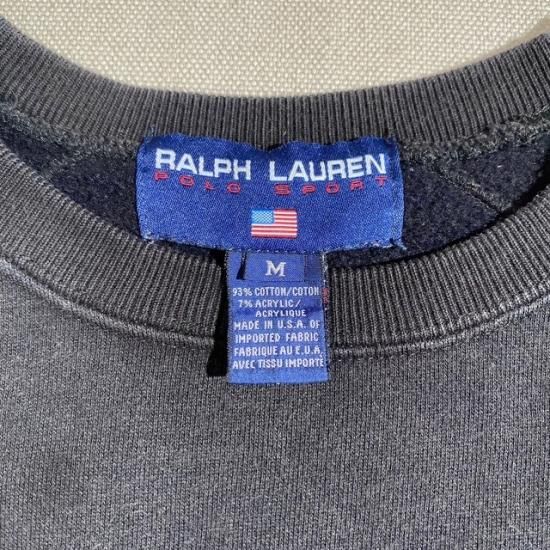 RALPH LAUREN
POLO SPORT
M
93% COTTON/COTON
7% ACRYLIC/
ACRYLIQUE
MADE IN U.S.A. OF
IMPORTED FABRIC
FABRIQUE AU E.U.A.
AVEC TISSU IMPORTE